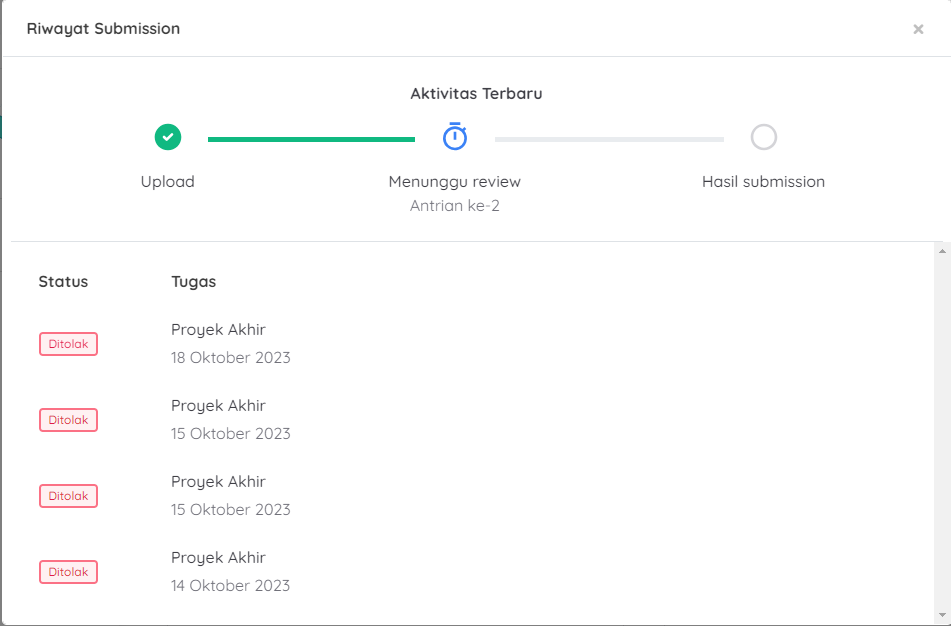 Riwayat Submission
Aktivitas Terbaru
Upload
Menunggu review
Antrian ke-2
Hasil submission
Status Tugas
Ditolak
Proyek Akhir
18 Oktober 2023
Ditolak
Proyek Akhir
15 Oktober 2023
Ditolak
Proyek Akhir
15 Oktober 2023
Ditolak
Proyek Akhir
14 Oktober 2023